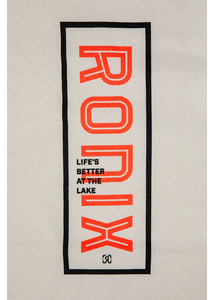 RONIX
LIFE'S
BETTER
AT THE
LAKE